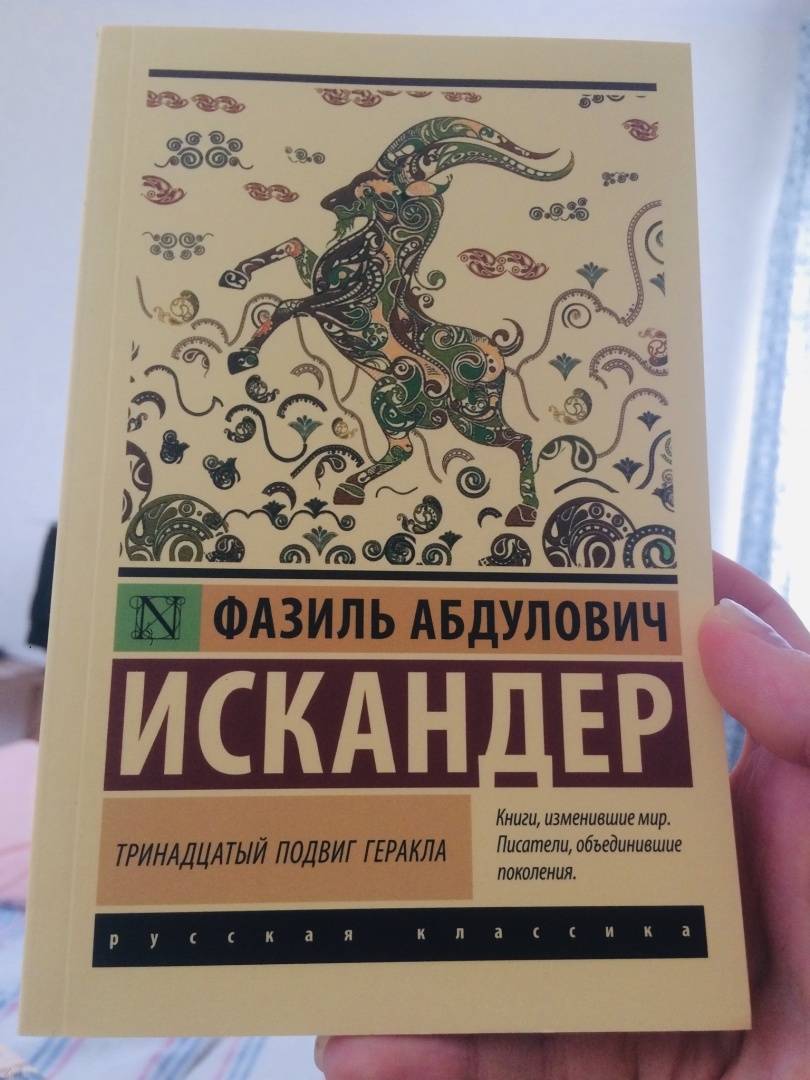 N ФАЗИЛЬ АБДУЛОВИЧ
ИСКАНДЕР
ТРИНАДЦАТЫЙ ПОДВИГ ГЕРАКЛА
Книги, изменившие мир.
Писатели, объединившие
поколения.
русская классика